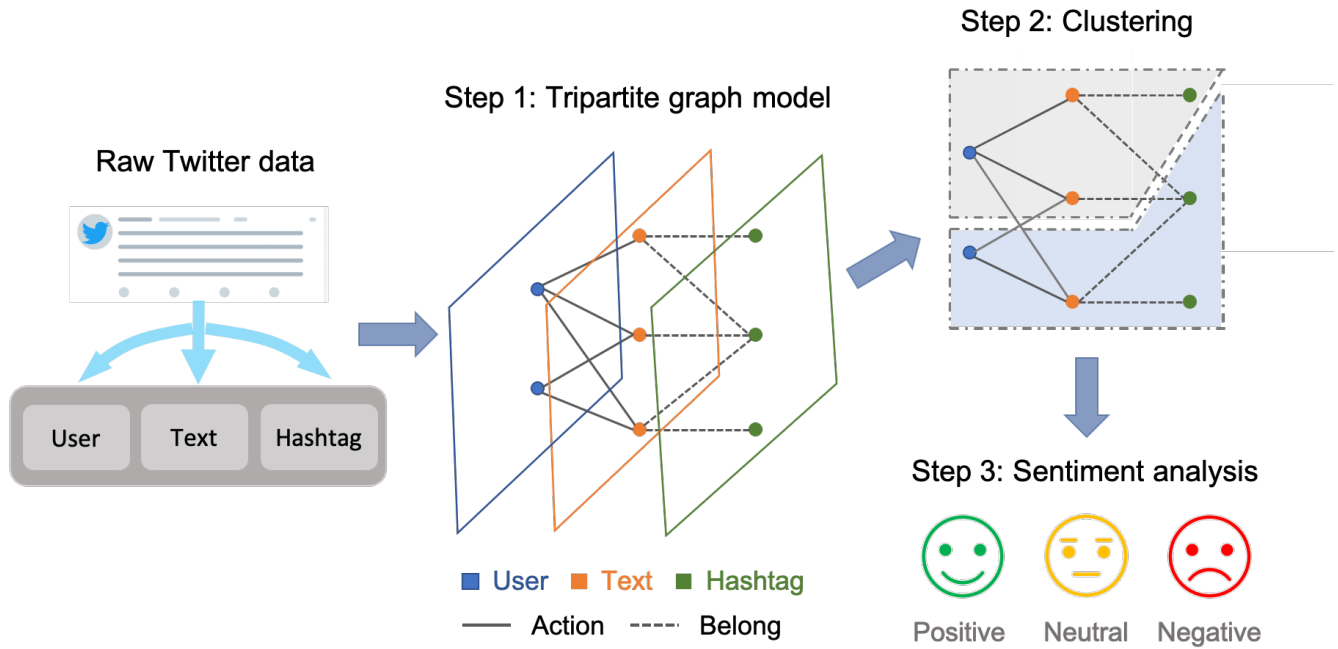 Raw Twitter data
User
Text
Hashtag
Step 1: Tripartite graph model
User
Text
Hashtag
Action
Belong
Step 2: Clustering
Step 3: Sentiment analysis
Positive
Neutral
Negative